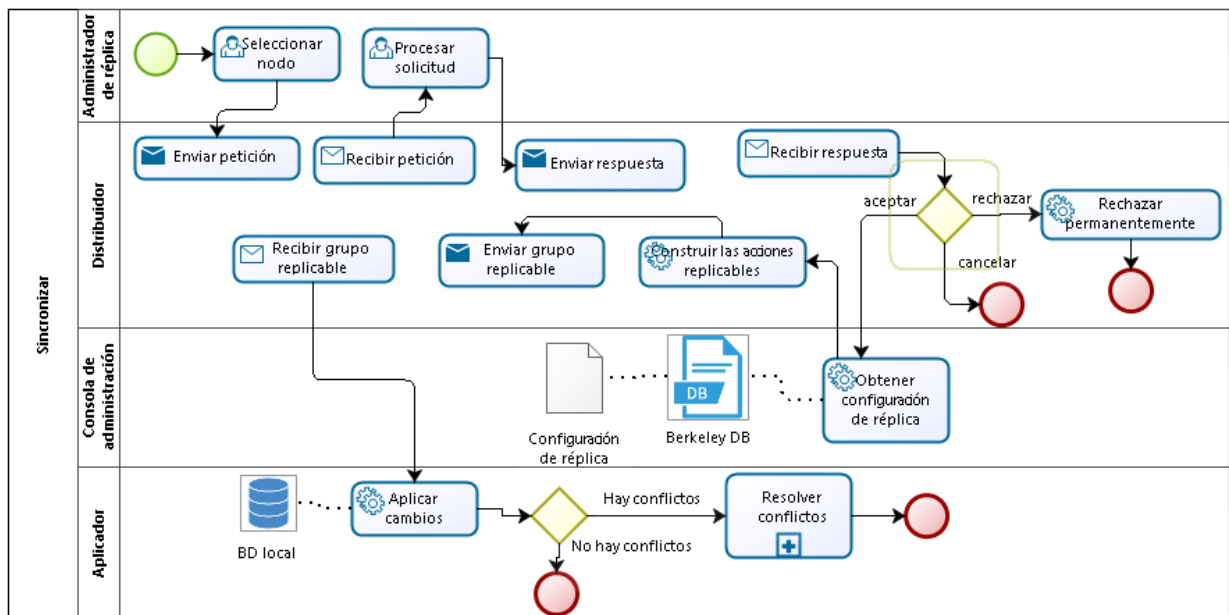 Sincronizar
Administrador
de réplica
Seleccionar
nodo
Procesar
solicitud
Distribuidor
Enviar petición
Recibir petición
Enviar respuesta
Recibir respuesta
aceptar
rechazar
cancelar
Rechazar
permanentemente
Recibir grupo
replicable
Enviar grupo
replicable
Construir las acciones
replicables
Consola de
administración
Configuración
de réplica
DB
Berkeley DB
Obtener
configuración
de réplica
Aplicador
BD local
Aplicar
cambios
Hay conflictos
No hay conflictos
Resolver
conflictos